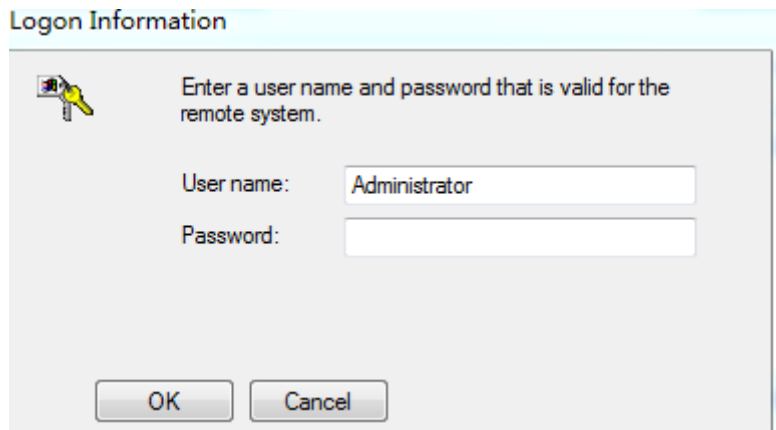 Logon Information
Enter a user name and password that is valid for the
remote system.
User name: Administrator
Password:
OK Cancel